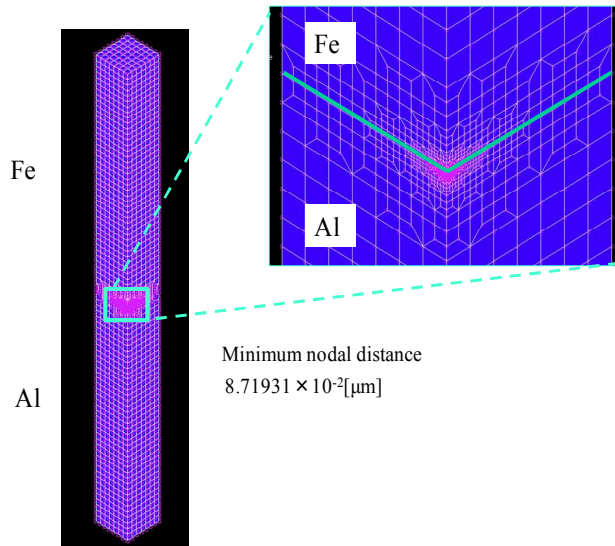 Fe
Al
Fe
Al
Minimum nodal distance
8.71931 × 10⁻²[μm]